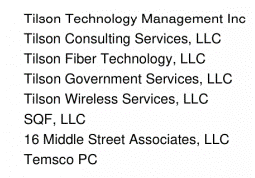 Tilson Technology Management Inc
Tilson Consulting Services, LLC
Tilson Fiber Technology, LLC
Tilson Government Services, LLC
Tilson Wireless Services, LLC
SQF, LLC
16 Middle Street Associates, LLC
Temsco PC